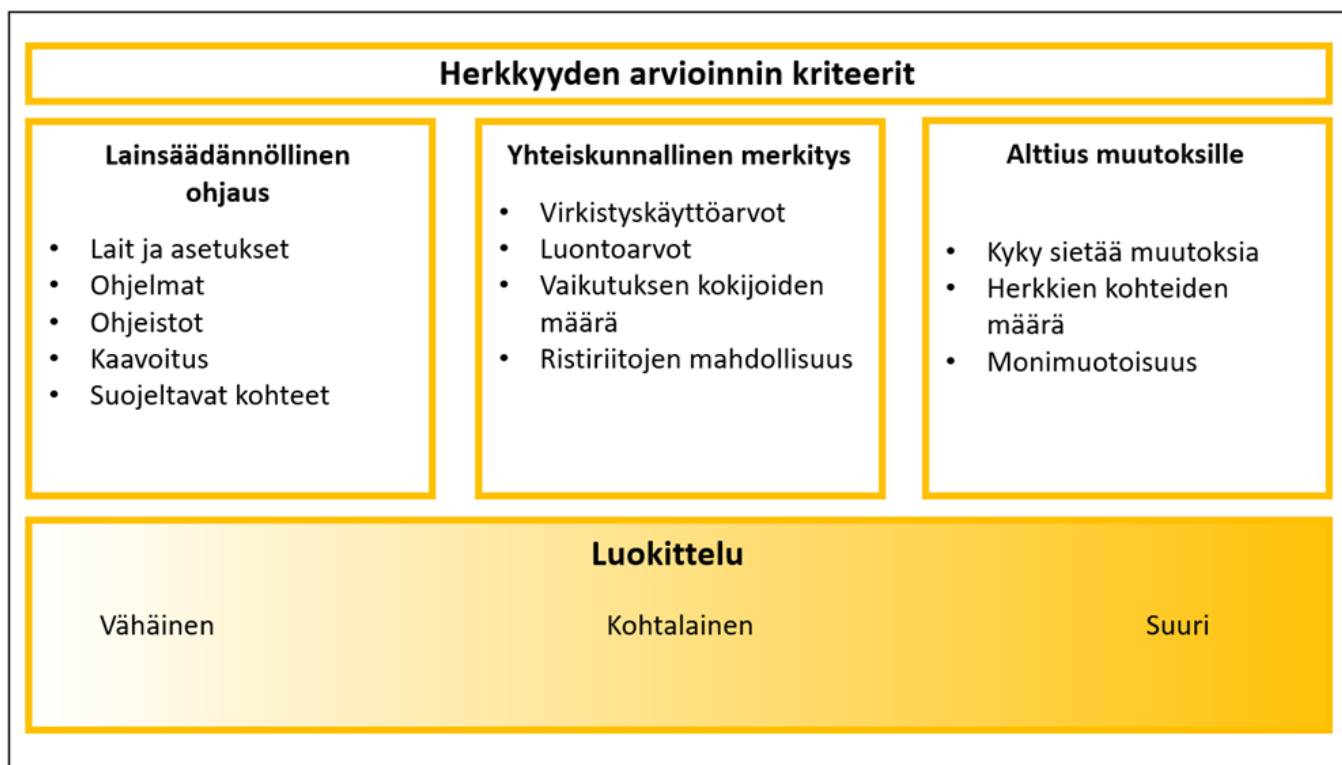 Herkkyyden arvioinnin kriteerit
Lainsäädännöllinen
ohjaus
• Lait ja asetukset
• Ohjelmat
• Ohjeistot
• Kaavoitus
• Suojeltavat kohteet
Yhteiskunnallinen merkitys
• Virkistyskäyttöarvot
• Luontoarvot
• Vaikutuksen kokijoiden
määrä
• Ristiriitojen mahdollisuus
Alttius muutoksille
• Kyky sietää muutoksia
• Herkkien kohteiden
määrä
• Monimuotoisuus
Luokittelu
Vähäinen
Kohtalainen
Suuri